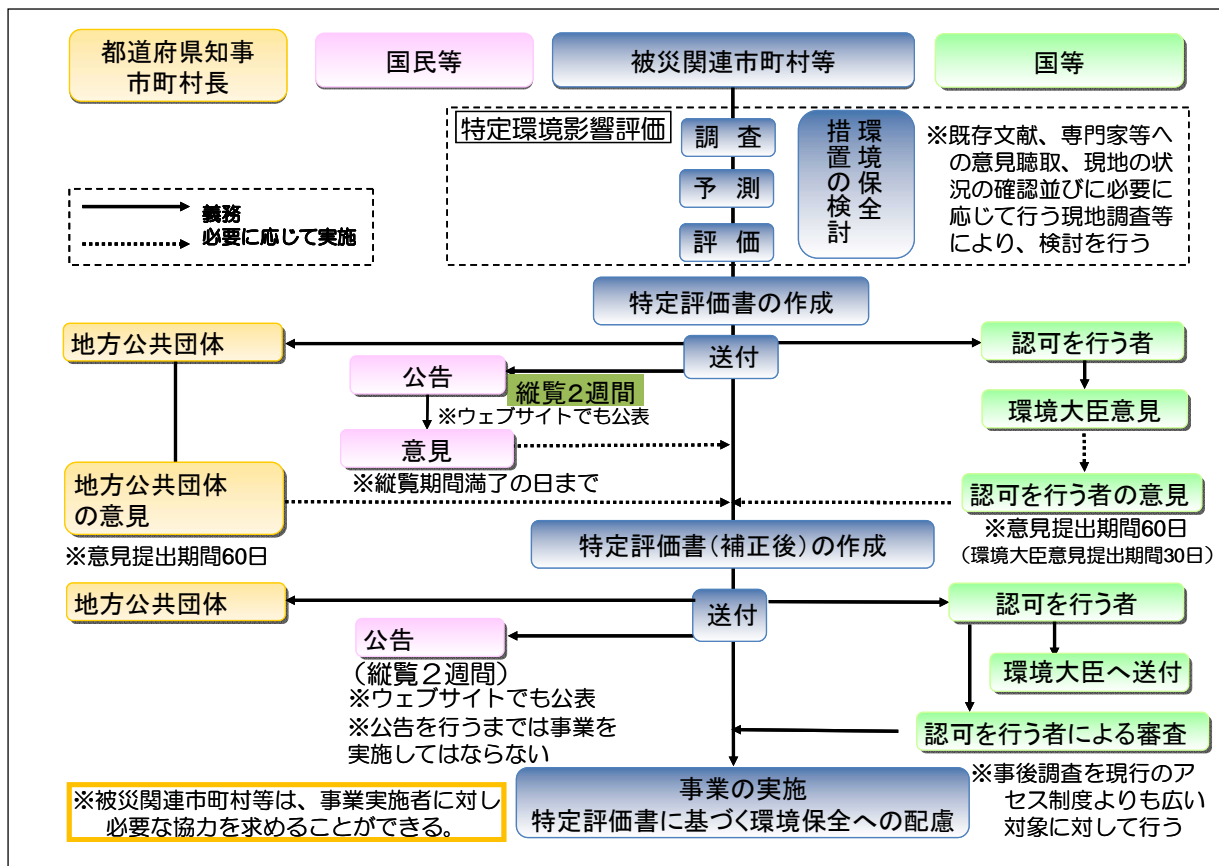 都道府県知事
市町村長
国民等
被災関連市町村等
国等
特定環境影響評価
調　査
予　測
評　価
環境保全
措置の検討
※既存文献、専門家等へ
の意見聴取、現地の状
況の確認並びに必要に
応じて行う現地調査等
により、検討を行う
義務
必要に応じて実施
特定評価書の作成
地方公共団体
送付
認可を行う者
公告
縦覧2週間
※ウェブサイトでも公表
環境大臣意見
意見
※縦覧期間満了の日まで
地方公共団体
の意見
※意見提出期間60日
認可を行う者の意見
※意見提出期間60日
（環境大臣意見提出期間30日）
特定評価書（補正後）の作成
地方公共団体
送付
認可を行う者
公告
（縦覧２週間）
※ウェブサイトでも公表
※公告を行うまでは事業を
実施してはならない
環境大臣へ送付
認可を行う者による審査
※事後調査を現行のア
セス制度よりも広い
対象に対して行う
※被災関連市町村等は、事業実施者に対し
必要な協力を求めることができる。
事業の実施
特定評価書に基づく環境保全への配慮